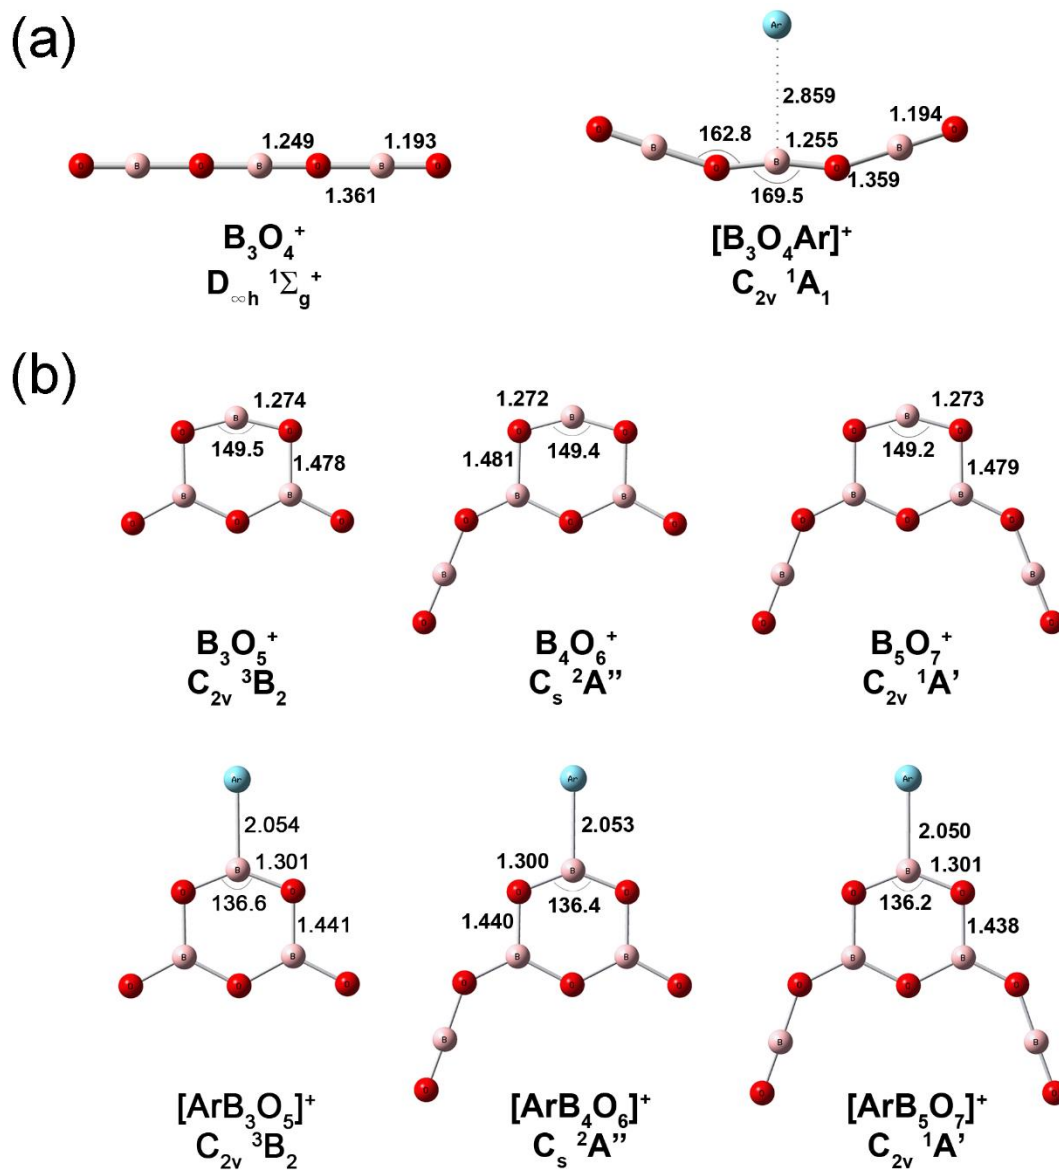 (a)
Ar
2.859
1.249 1.193
162.8 1.255 1.194
O B O B O B O
1.361
O B O B O B O
169.5 1.359
B₃O₄⁺
D∞h ¹Σg⁺
[B₃O₄Ar]⁺
C₂ᵥ ¹A₁
(b)
1.274 1.272 1.273
149.5 149.4 149.2
1.478 1.481 1.479
B₃O₅⁺
C₂ᵥ ³B₂
B₄O₆⁺
Cₛ ²A”
B₅O₇⁺
C₂ᵥ ¹A’
Ar Ar Ar
2.054 2.053 2.050
1.301 1.300 1.301
136.6 136.4 136.2
1.441 1.440 1.438
[ArB₃O₅]⁺
C₂ᵥ ³B₂
[ArB₄O₆]⁺
Cₛ ²A”
[ArB₅O₇]⁺
C₂ᵥ ¹A’